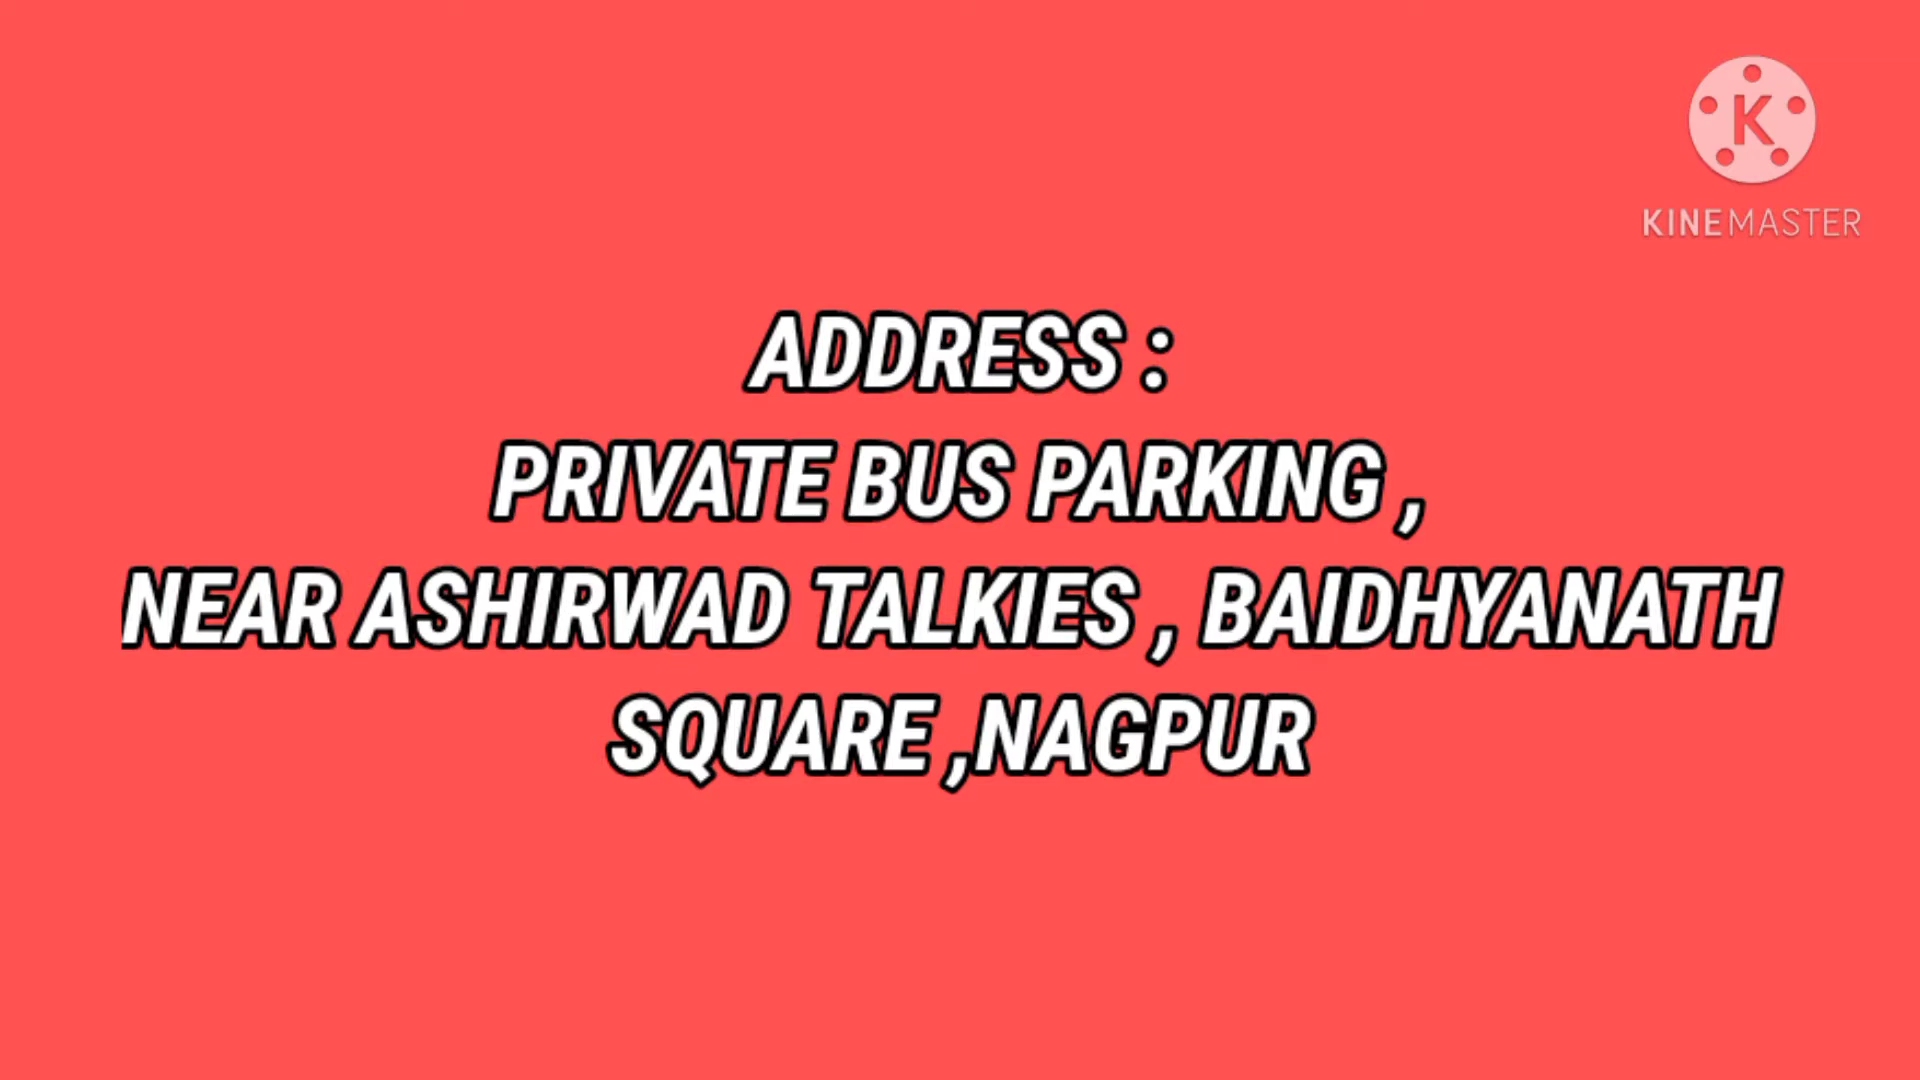 K
KINEMASTER
ADDRESS :
PRIVATE BUS PARKING ,
NEAR ASHIRWAD TALKIES , BAIDHYANATH
SQUARE ,NAGPUR